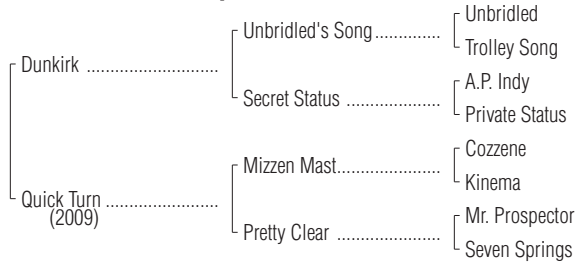 Unbridled
Unbridled's Song..............
Trolley Song
Dunkirk ...........................
A.P. Indy
Secret Status ....................
Private Status
Cozzene
Mizzen Mast......................
Kinema
Quick Turn .......................
(2009)
Mr. Prospector
Pretty Clear ......................
Seven Springs